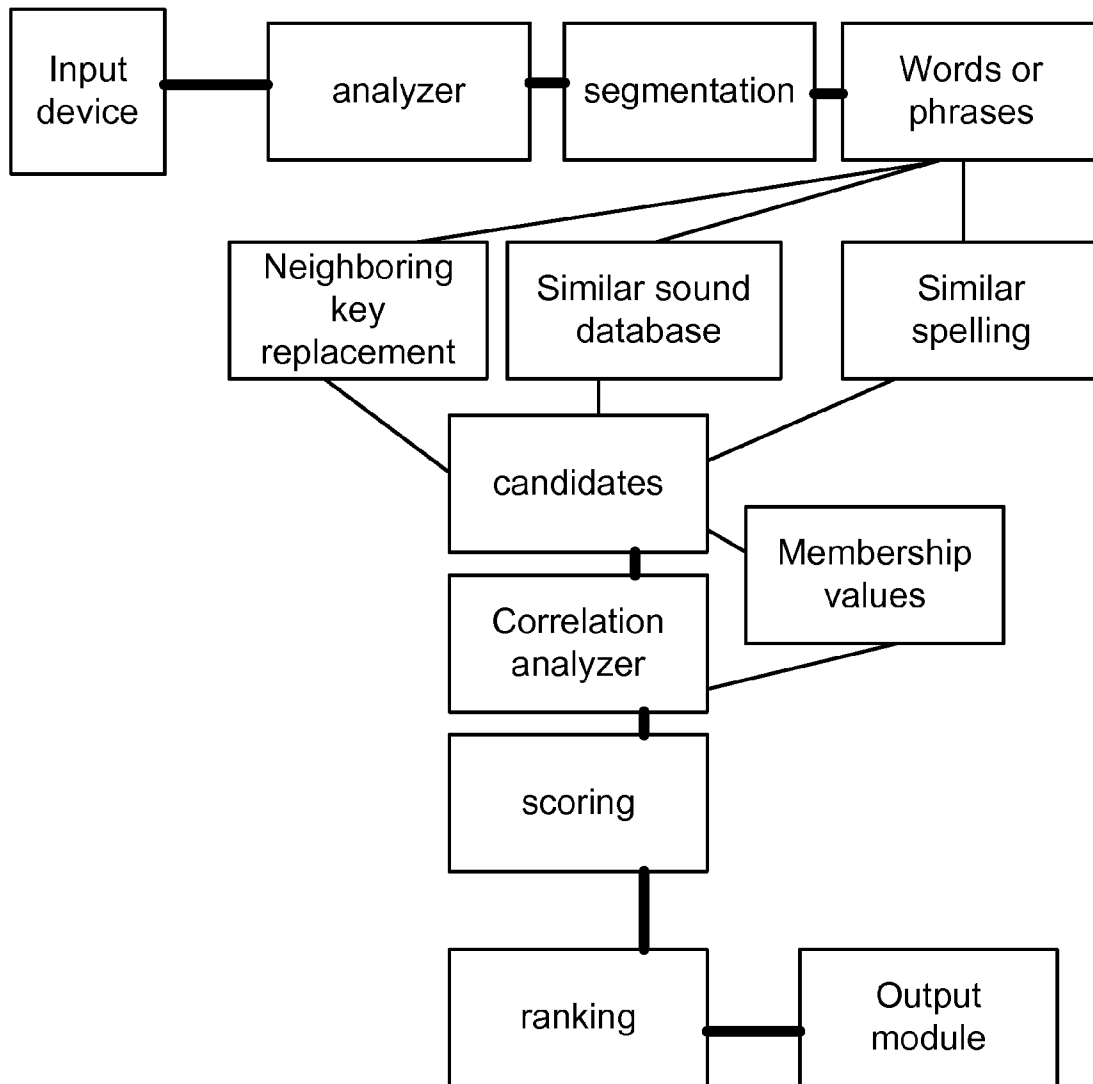 Input
device
analyzer
segmentation
Words or
phrases
Neighboring
key
replacement
Similar sound
database
Similar
spelling
candidates
Membership
values
Correlation
analyzer
scoring
ranking
Output
module